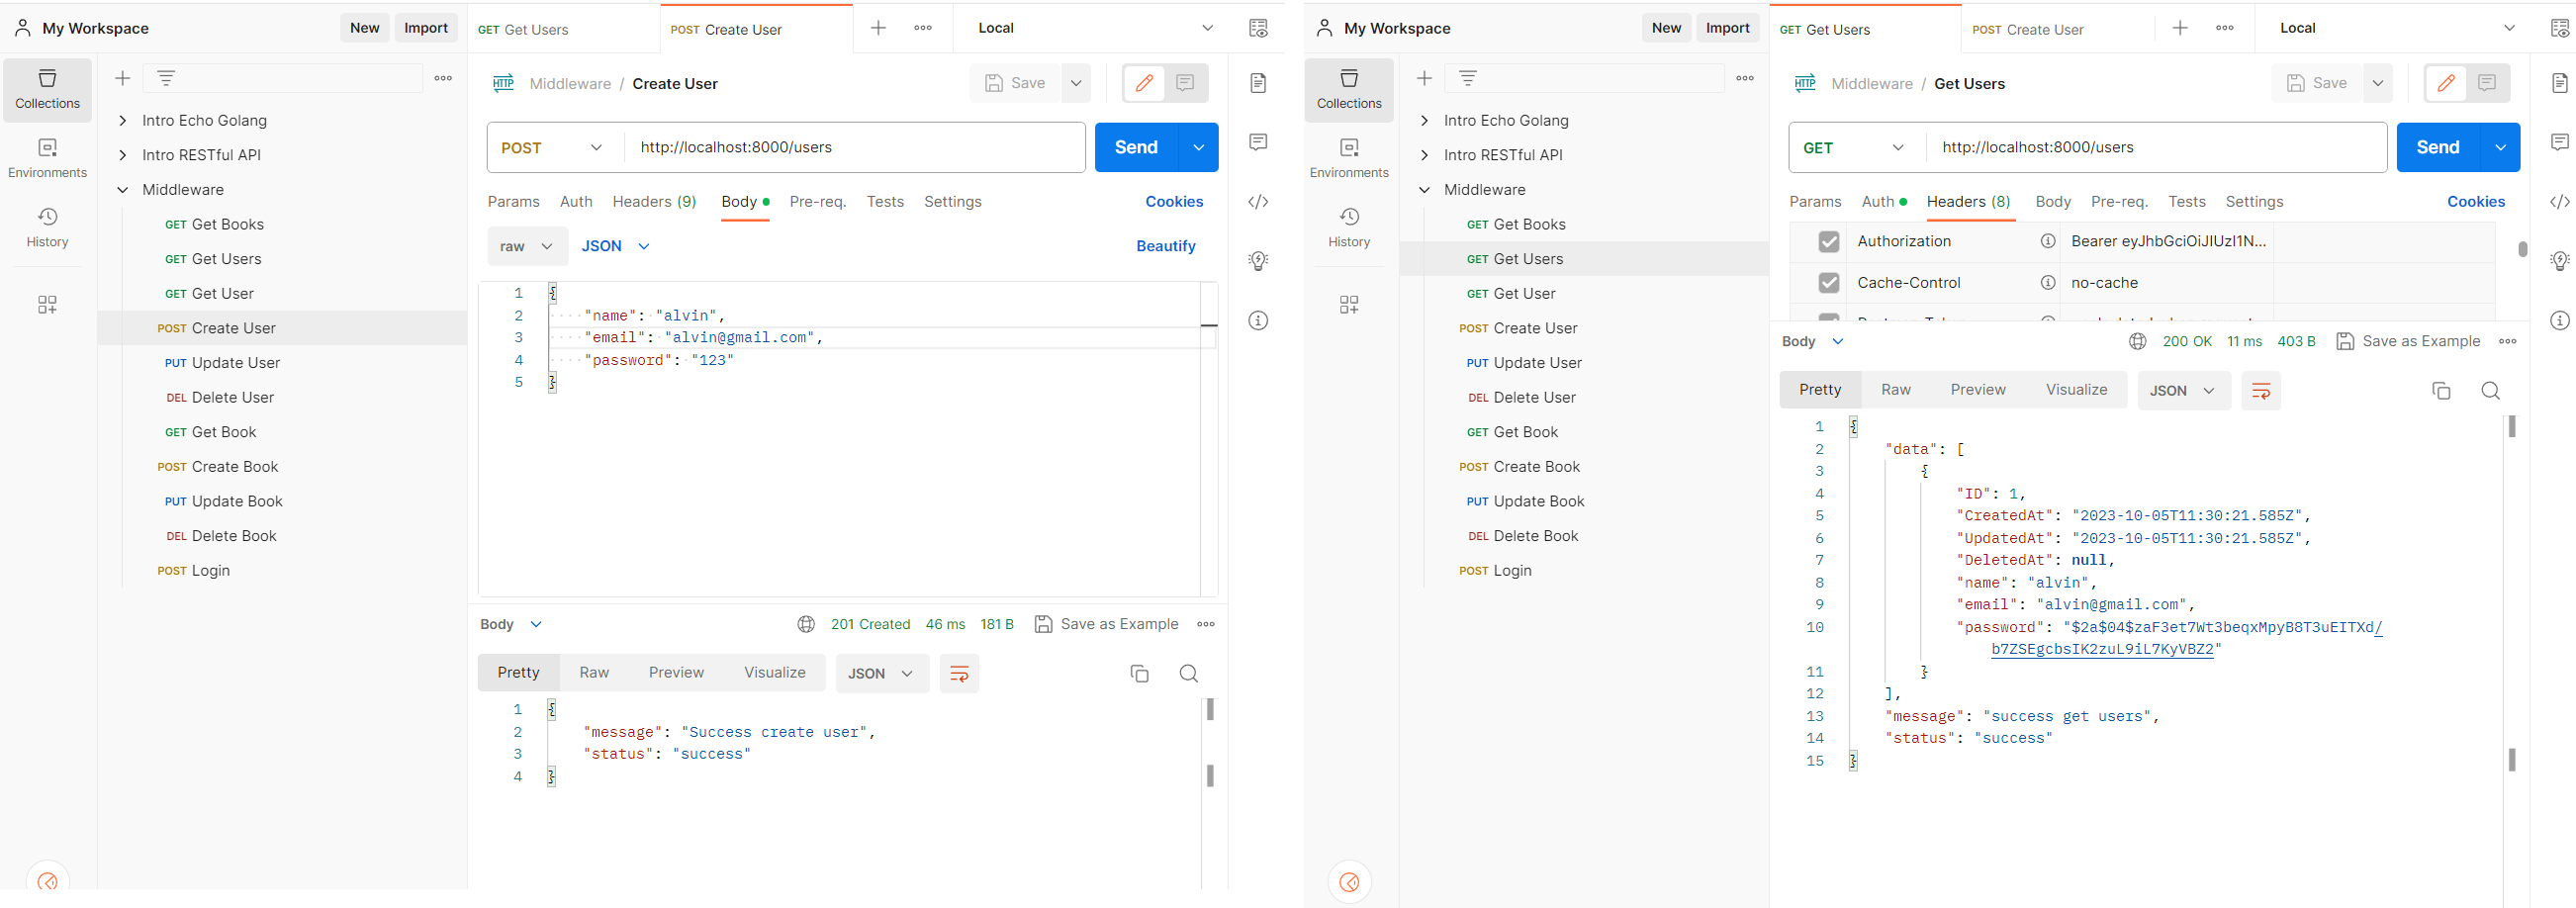 My Workspace
New
Import
GET Get Users
POST Create User
Local
Collections
Environments
History
Intro Echo Golang
Intro RESTful API
Middleware
GET Get Books
GET Get Users
GET Get User
POST Create User
PUT Update User
DEL Delete User
GET Get Book
POST Create Book
PUT Update Book
DEL Delete Book
POST Login
HTTP Middleware / Create User
Save
POST http://localhost:8000/users
Send
Params Auth Headers (9) Body Pre-req. Tests Settings Cookies
raw JSON Beautify
1 {
2 "name": "alvin",
3 "email": "alvin@gmail.com",
4 "password": "123"
5 }
Body 201 Created 46 ms 181 B Save as Example
Pretty Raw Preview Visualize JSON
1 {
2 "message": "Success create user",
3 "status": "success"
4 }
My Workspace
New
Import
GET Get Users
POST Create User
Local
Collections
Environments
History
Intro Echo Golang
Intro RESTful API
Middleware
GET Get Books
GET Get Users
GET Get User
POST Create User
PUT Update User
DEL Delete User
GET Get Book
POST Create Book
PUT Update Book
DEL Delete Book
POST Login
HTTP Middleware / Get Users
Save
GET http://localhost:8000/users
Send
Params Auth Headers (8) Body Pre-req. Tests Settings Cookies
Authorization Bearer eyJhbGciOiJIUzI1N...
Cache-Control no-cache
Body 200 OK 11 ms 403 B Save as Example
Pretty Raw Preview Visualize JSON
1 {
2 "data": [
3 {
4 "ID": 1,
5 "CreatedAt": "2023-10-05T11:30:21.585Z",
6 "UpdatedAt": "2023-10-05T11:30:21.585Z",
7 "DeletedAt": null,
8 "name": "alvin",
9 "email": "alvin@gmail.com",
10 "password": "$2a$04$zaF3et7Wt3beqxMpyB8T3uEITXd/
b7ZSEgcbsIK2zuL9iL7KyVBZ2"
11 }
12 ],
13 "message": "success get users",
14 "status": "success"
15 }